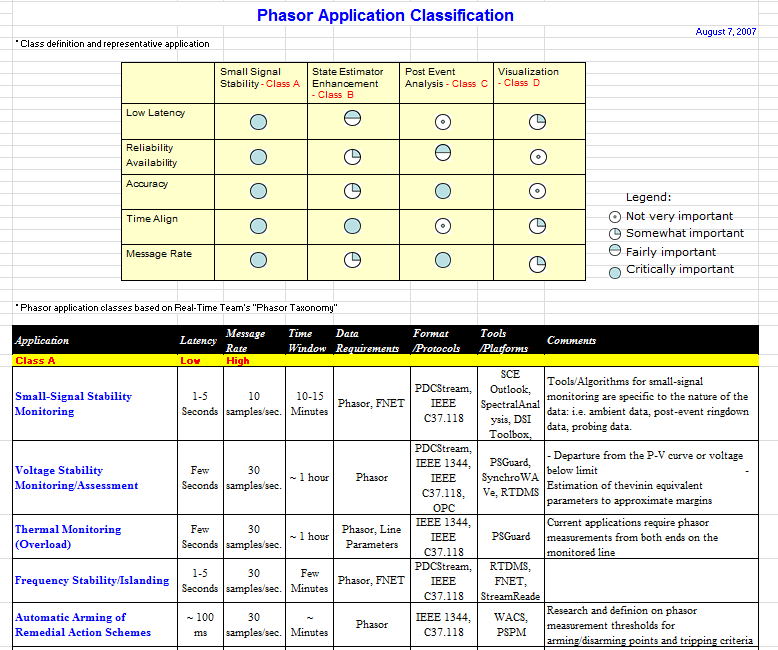 Phasor Application Classification
August 7, 2007
* Class definition and representative application
Small Signal Stability - Class A
State Estimator Enhancement - Class B
Post Event Analysis - Class C
Visualization - Class D
Low Latency
Reliability Availability
Accuracy
Time Align
Message Rate
Legend:
Not very important
Somewhat important
Fairly important
Critically important
* Phasor application classes based on Real-Time Team's "Phasor Taxonomy"
Application Latency Message Rate Time Window Data Requirements Format /Protocols Tools /Platforms Comments
Class A Low High
Small-Signal Stability Monitoring
1-5 Seconds
10 samples/sec.
10-15 Minutes
Phasor, FNET
PDCStream, IEEE C37.118
SCE Outlook, SpectralAnalysis, DSI Toolbox,
Tools/Algorithms for small-signal
monitoring are specific to the nature of the
data: i.e. ambient data, post-event ringdown
data, probing data.
Voltage Stability Monitoring/Assessment
Few Seconds
30 samples/sec.
~ 1 hour
Phasor
PDCStream, IEEE 1344, IEEE C37.118, OPC
PSGuard, SynchroWAVe, RTDMS
- Departure from the P-V curve or voltage
below limit -
Estimation of thevinin equivalent
parameters to approximate margins
Thermal Monitoring (Overload)
Few Seconds
30 samples/sec.
~ 1 hour
Phasor, Line Parameters
IEEE 1344, IEEE C37.118
PSGuard
Current applications require phasor
measurements from both ends on the
monitored line
Frequency Stability/Islanding
1-5 Seconds
30 samples/sec.
Few Minutes
Phasor, FNET
PDCStream, IEEE C37.118
RTDMS, FNET, StreamReade
Automatic Arming of Remedial Action Schemes
~ 100 ms
30 samples/sec.
~ Minutes
Phasor
IEEE 1344, C37.118
WACS, PSPM
Research and definion on phasor
measurement thresholds for
arming/disarming points and tripping criteria